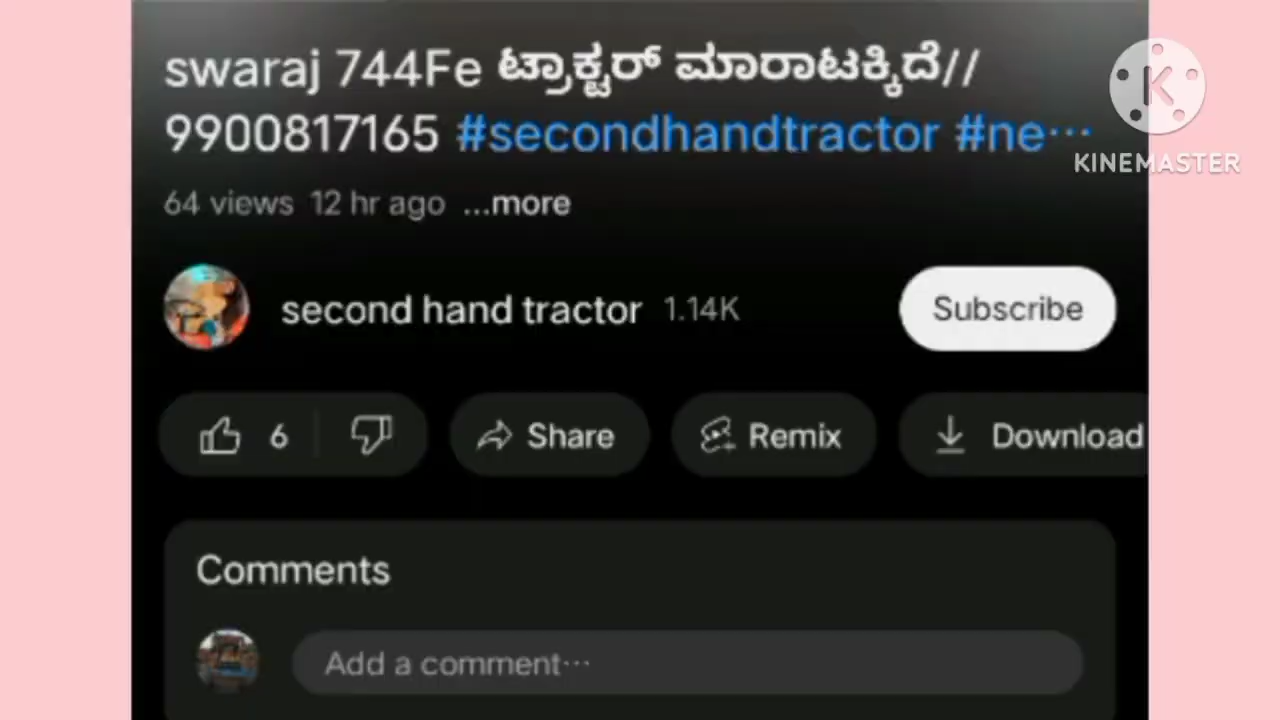 swaraj 744Fe ಟ್ರಾಕ್ಟರ್ ಮಾರಾಟಕ್ಕಿದೆ//
9900817165 #secondhandtractor #ne...
K
KINEMASTER
64 views 12 hr ago ...more
second hand tractor 1.14K
Subscribe
6
Share
Remix
Download
Comments
Add a comment...